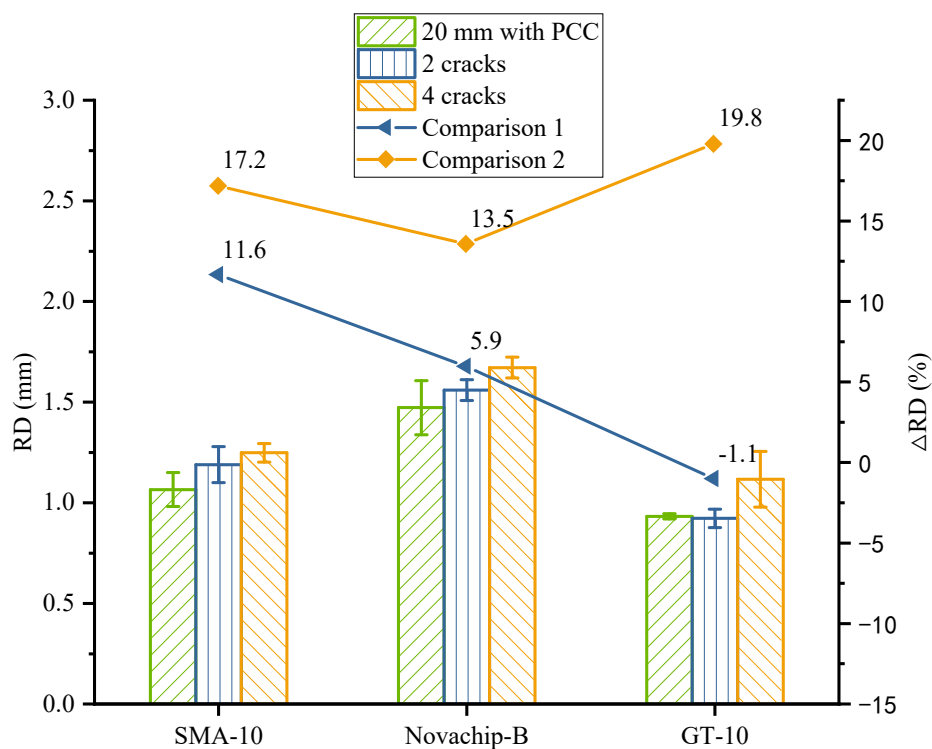 20 mm with PCC
2 cracks
4 cracks
Comparison 1
Comparison 2
3.0
2.5
2.0
1.5
1.0
0.5
0.0
RD (mm)
17.2
13.5
19.8
11.6
5.9
-1.1
20
15
10
5
0
−5
−10
−15
△RD (%)
SMA-10
Novachip-B
GT-10